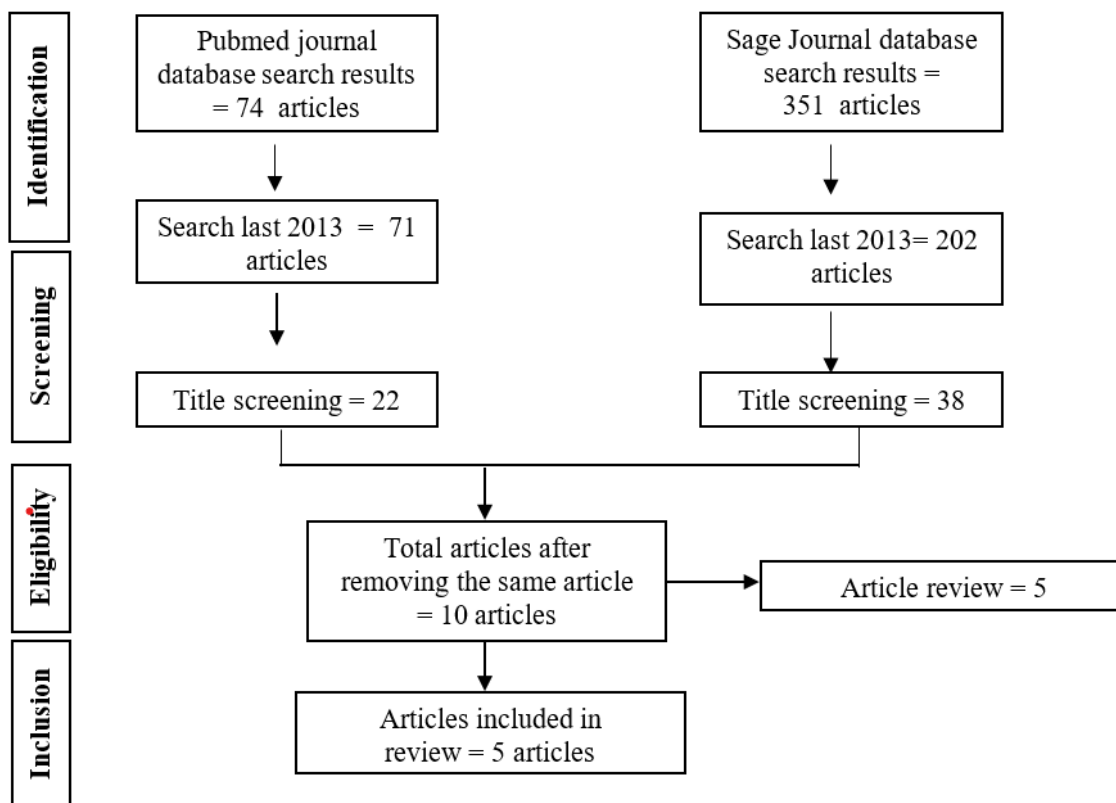 Identification
Pubmed journal
database search results
= 74 articles
Sage Journal database
search results =
351 articles
Search last 2013 = 71
articles
Search last 2013= 202
articles
Screening
Title screening = 22
Title screening = 38
Eligibility
Total articles after
removing the same article
= 10 articles
Article review = 5
Inclusion
Articles included in
review = 5 articles